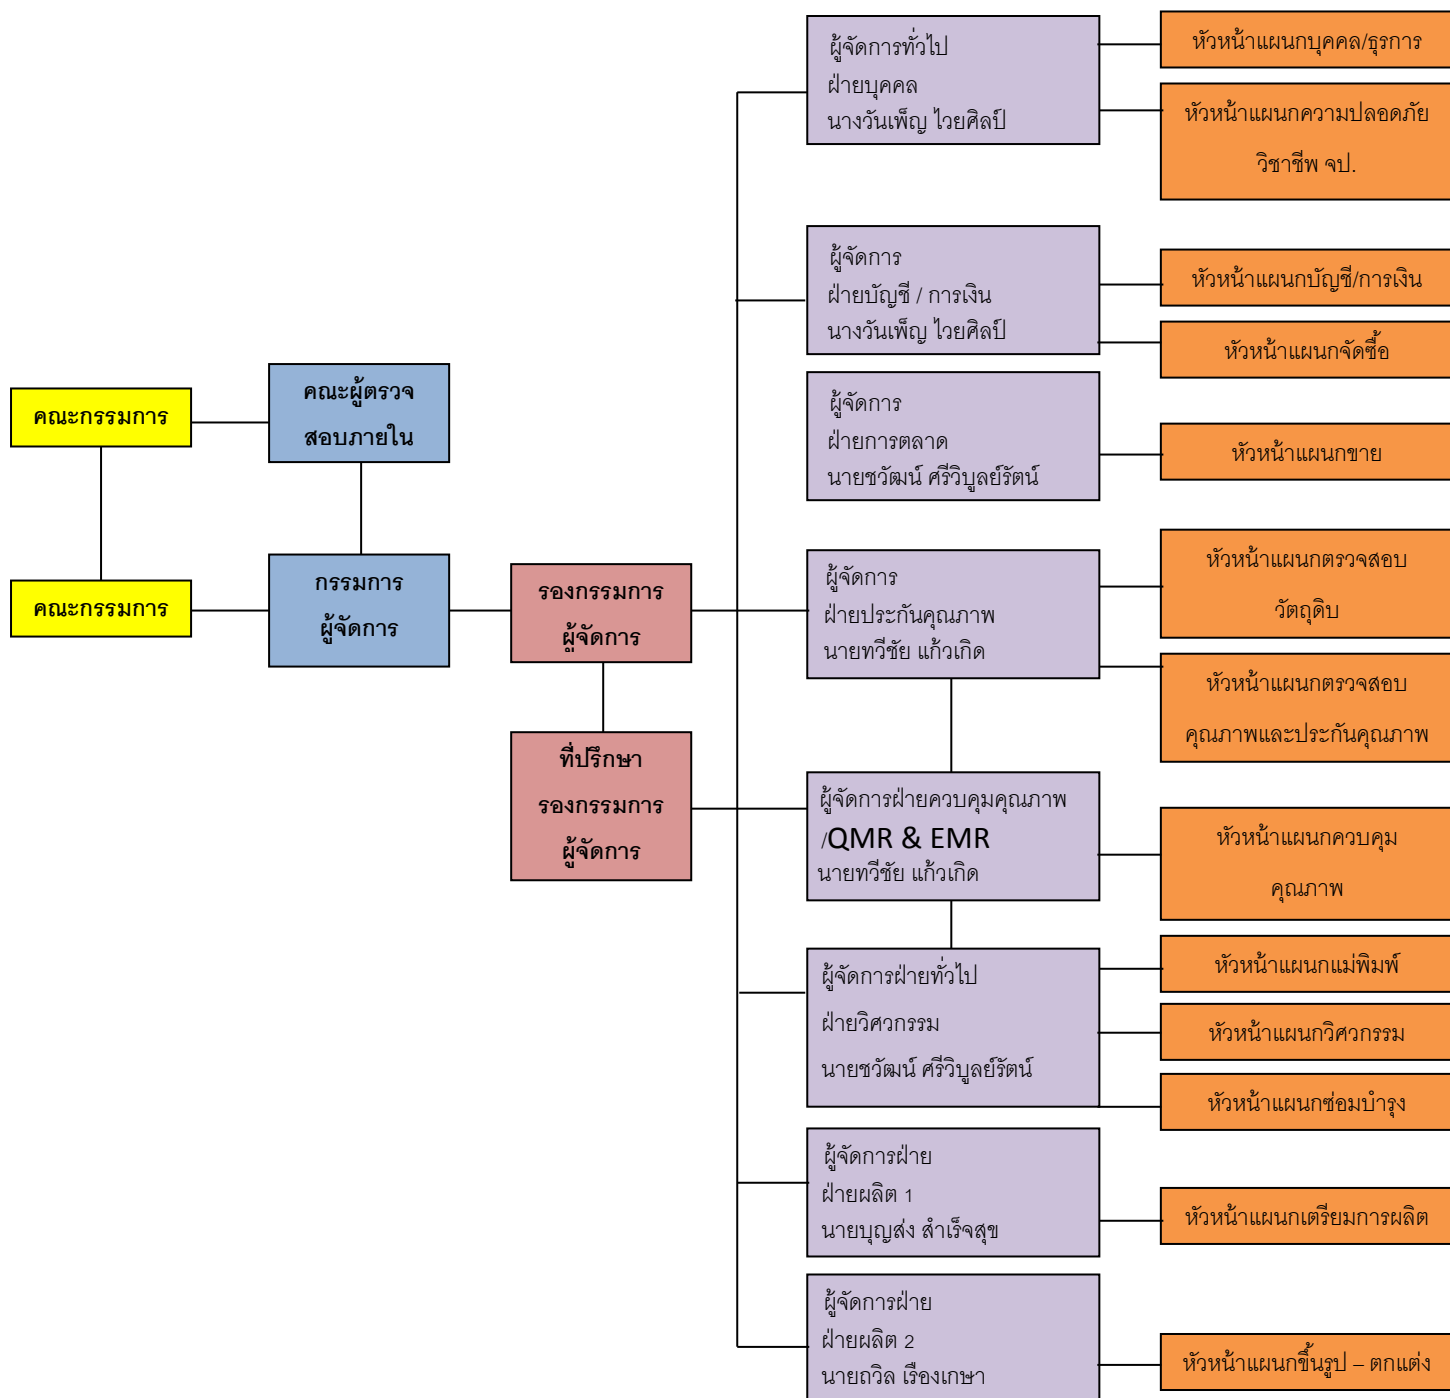 คณะกรรมการ
คณะกรรมการ
คณะผู้ตรวจ
สอบภายใน
กรรมการ
ผู้จัดการ
รองกรรมการ
ผู้จัดการ
ที่ปรึกษา
รองกรรมการ
ผู้จัดการ
ผู้จัดการทั่วไป
ฝ่ายบุคคล
นางวันเพ็ญ ไวยศิลป์
หัวหน้าแผนกบุคคล/ธุรการ
หัวหน้าแผนกความปลอดภัย
วิชาชีพ จป.
ผู้จัดการ
ฝ่ายบัญชี / การเงิน
นางวันเพ็ญ ไวยศิลป์
หัวหน้าแผนกบัญชี/การเงิน
หัวหน้าแผนกจัดซื้อ
ผู้จัดการ
ฝ่ายการตลาด
นายชวัฒน์ ศรีวิบูลย์รัตน์
หัวหน้าแผนกขาย
ผู้จัดการ
ฝ่ายประกันคุณภาพ
นายทวีชัย แก้วเกิด
หัวหน้าแผนกตรวจสอบ
วัตถุดิบ
หัวหน้าแผนกตรวจสอบ
คุณภาพและประกันคุณภาพ
ผู้จัดการฝ่ายควบคุมคุณภาพ
/QMR & EMR
นายทวีชัย แก้วเกิด
หัวหน้าแผนกควบคุม
คุณภาพ
ผู้จัดการฝ่ายทั่วไป
ฝ่ายวิศวกรรม
นายชวัฒน์ ศรีวิบูลย์รัตน์
หัวหน้าแผนกแม่พิมพ์
หัวหน้าแผนกวิศวกรรม
หัวหน้าแผนกซ่อมบำรุง
ผู้จัดการฝ่าย
ฝ่ายผลิต 1
นายบุญส่ง สำเร็จสุข
หัวหน้าแผนกเตรียมการผลิต
ผู้จัดการฝ่าย
ฝ่ายผลิต 2
นายถวิล เรืองเกษา
หัวหน้าแผนกขึ้นรูป – ตกแต่ง